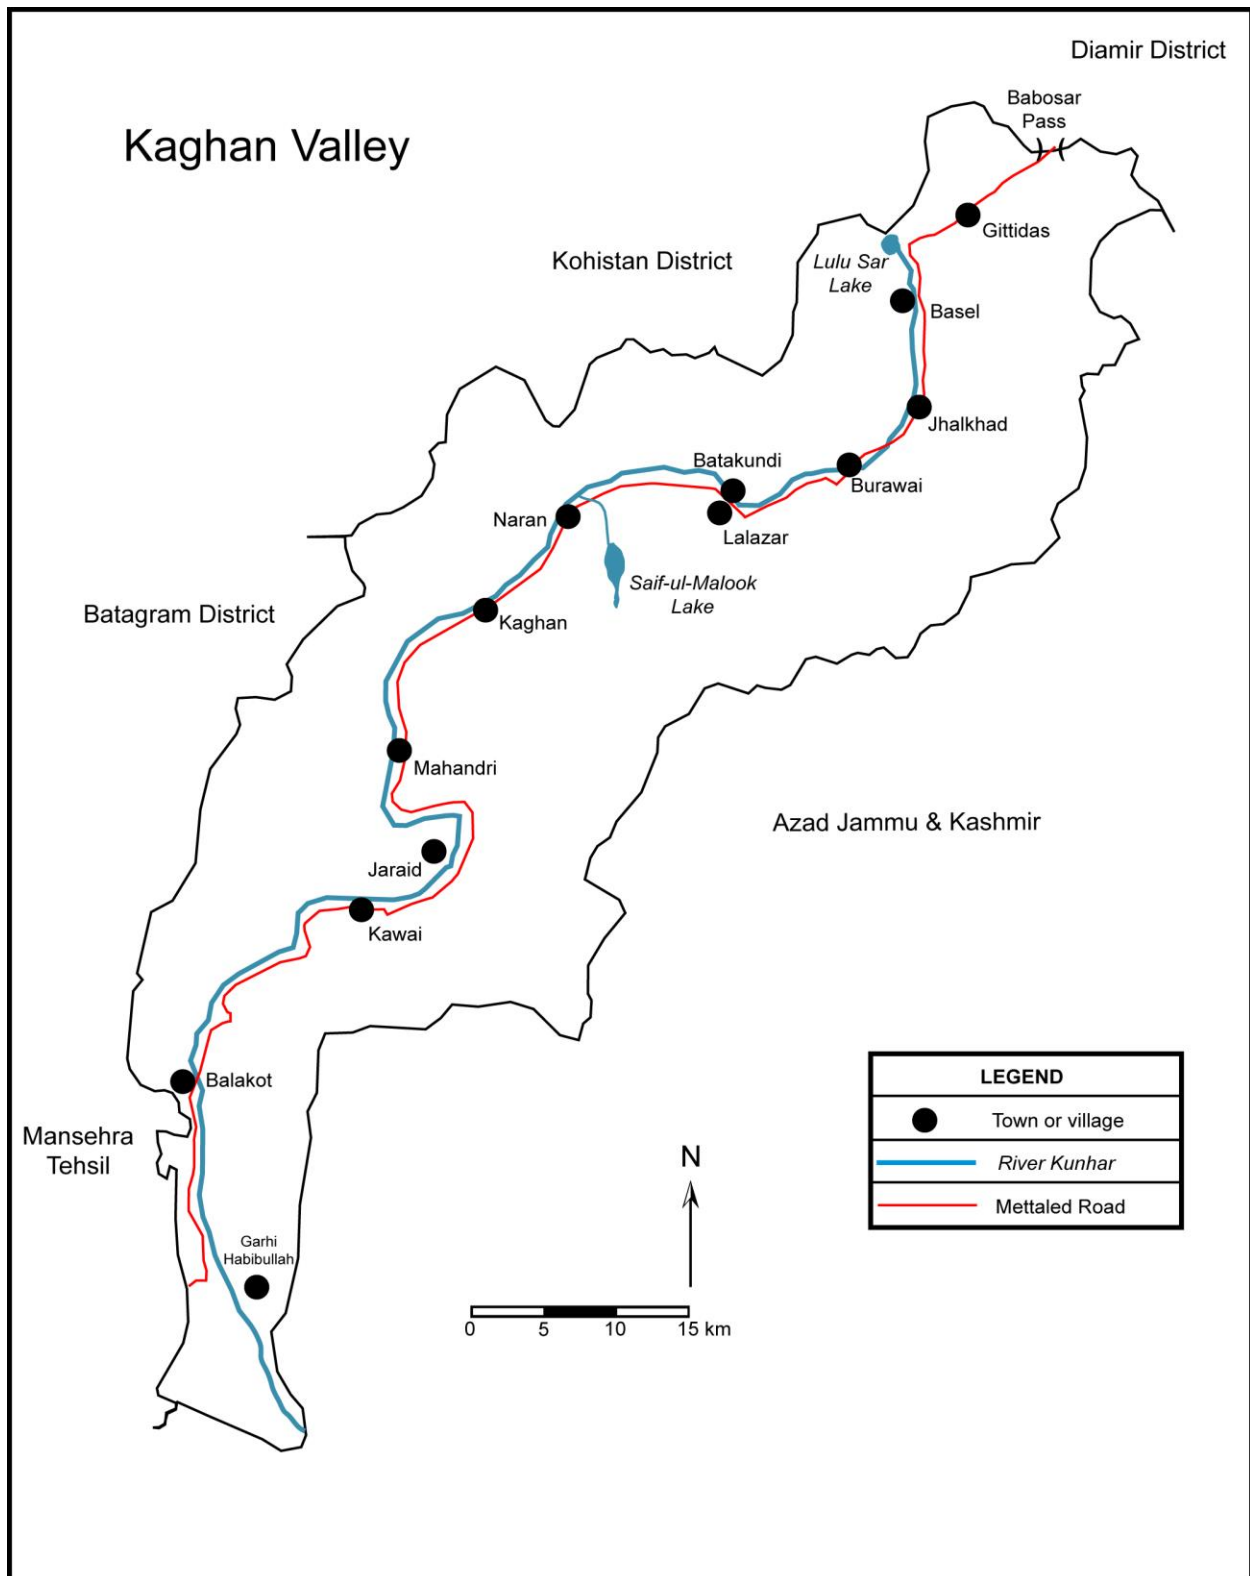 Diamir District
Babosar
Pass
Kaghan Valley
Gittidas
Kohistan District
Lulu Sar
Lake
Basel
Jhalkhad
Batakundi
Burawai
Naran
Lalazar
Saif-ul-Malook
Lake
Batagram District
Kaghan
Mahandri
Azad Jammu & Kashmir
Jaraid
Kawai
Balakot
LEGEND
Town or village
River Kunhar
Mettaled Road
Mansehra
Tehsil
N
Garhi
Habibullah
0 5 10 15 km